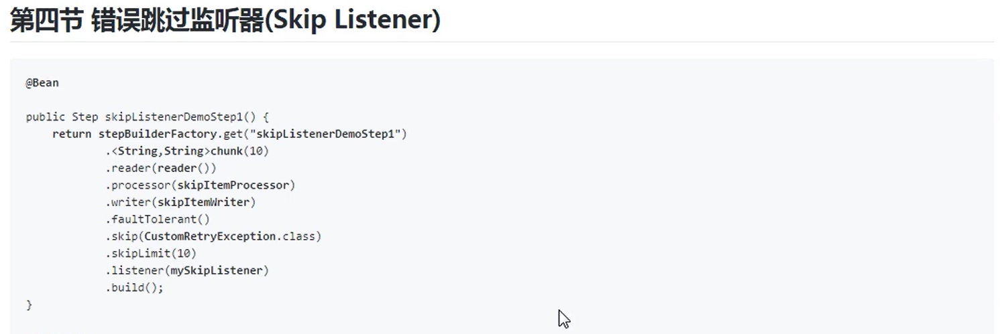 第四节 错误跳过监听器(Skip Listener)
@Bean
public Step skipListenerDemoStep1() {
    return stepBuilderFactory.get("skipListenerDemoStep1")
            .<String,String>chunk(10)
            .reader(reader())
            .processor(skipItemProcessor)
            .writer(skipItemWriter)
            .faultTolerant()
            .skip(CustomRetryException.class)
            .skipLimit(10)
            .listener(mySkipListener)
            .build();
}